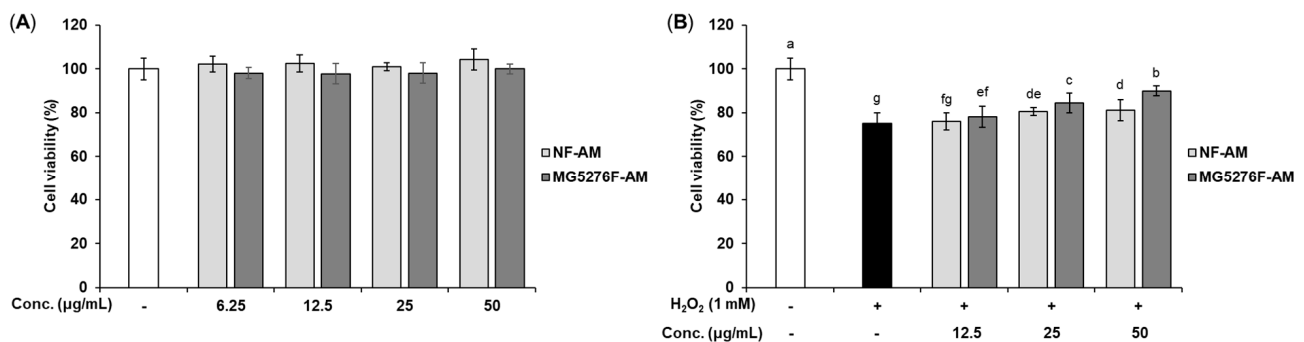 (A)
120
100
80
60
40
20
0
Cell viability (%)
NF-AM
MG5276F-AM
Conc. (μg/mL) - 6.25 12.5 25 50
(B)
120
100
80
60
40
20
0
Cell viability (%)
a g fg ef de c d b
NF-AM
MG5276F-AM
H₂O₂ (1 mM) - + + + +
Conc. (μg/mL) - - 12.5 25 50